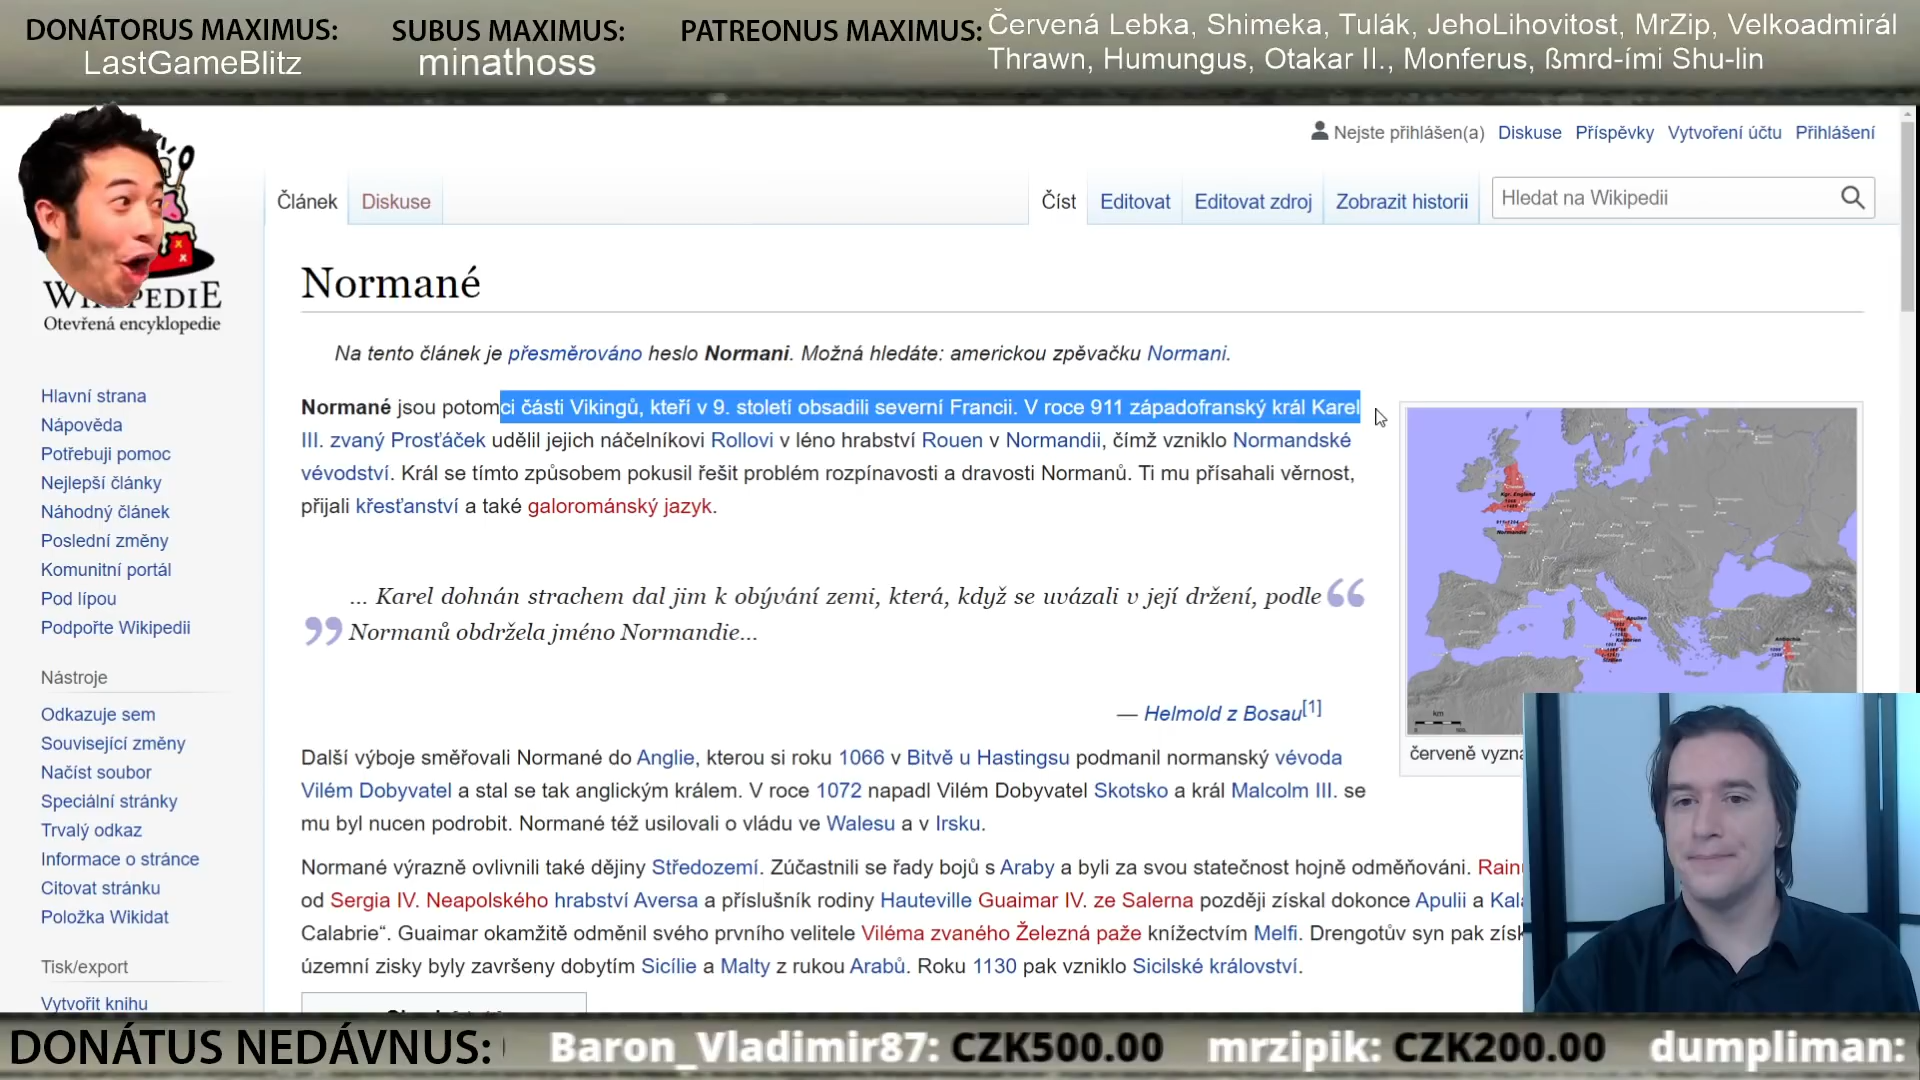 DONÁTORUS MAXIMUS:
LastGameBlitz
SUBUS MAXIMUS:
minathoss
PATREONUS MAXIMUS:
Červená Lebka, Shimeka, Tulák, JehoLihovitost, MrZip, Velkoadmirál
Thrawn, Humungus, Otakar II., Monferus, ßmrd-ími Shu-lin
Nejste přihlášen(a) Diskuse Příspěvky Vytvoření účtu Přihlášení
Článek Diskuse
Číst Editovat Editovat zdroj Zobrazit historii
Hledat na Wikipedii
Otevřená encyklopedie
Hlavní strana
Nápověda
Potřebuji pomoc
Nejlepší články
Náhodný článek
Poslední změny
Komunitní portál
Pod lípou
Podpořte Wikipedii
Nástroje
Odkazuje sem
Související změny
Načíst soubor
Speciální stránky
Trvalý odkaz
Informace o stránce
Citovat stránku
Položka Wikidat
Tisk/export
Vytvořit knihu
Normané
Na tento článek je přesměrováno heslo Normani. Možná hledáte: americkou zpěvačku Normani.
Normané jsou potomci části Vikingů, kteří v 9. století obsadili severní Francii. V roce 911 západofranský král Karel
III. zvaný Prosťáček udělil jejich náčelníkovi Rollovi v léno hrabství Rouen v Normandii, čímž vzniklo Normandské
vévodství. Král se tímto způsobem pokusil řešit problém rozpínavosti a dravosti Normanů. Ti mu přísahali věrnost,
přijali křesťanství a také galorománský jazyk.
... Karel dohnán strachem dal jim k obývání zemi, která, když se uvázali v její držení, podle
Normanů obdržela jméno Normandie...
— Helmold z Bosau[1]
Další výboje směřovali Normané do Anglie, kterou si roku 1066 v Bitvě u Hastingsu podmanil normanský vévoda
Vilém Dobyvatel a stal se tak anglickým králem. V roce 1072 napadl Vilém Dobyvatel Skotsko a král Malcolm III. se
mu byl nucen podrobit. Normané též usilovali o vládu ve Walesu a v Irsku.
Normané výrazně ovlivnili také dějiny Středozemí. Zúčastnili se řady bojů s Araby a byli za svou statečnost hojně odměňováni.
od Sergia IV. Neapolského hrabství Aversa a příslušník rodiny Hauteville Guaimar IV. ze Salerna později získal dokonce Apulii a
Calabrie“. Guaimar okamžitě odměnil svého prvního velitele Viléma zvaného Železná paže knížectvím Melfi. Drengotův syn pak
územní zisky byly završeny dobytím Sicílie a Malty z rukou Arabů. Roku 1130 pak vzniklo Sicilské království.
červeně
DONÁTUS NEDÁVNUS:
Baron_Vladimir87: CZK500.00 mrzipik: CZK200.00 dumpliman: